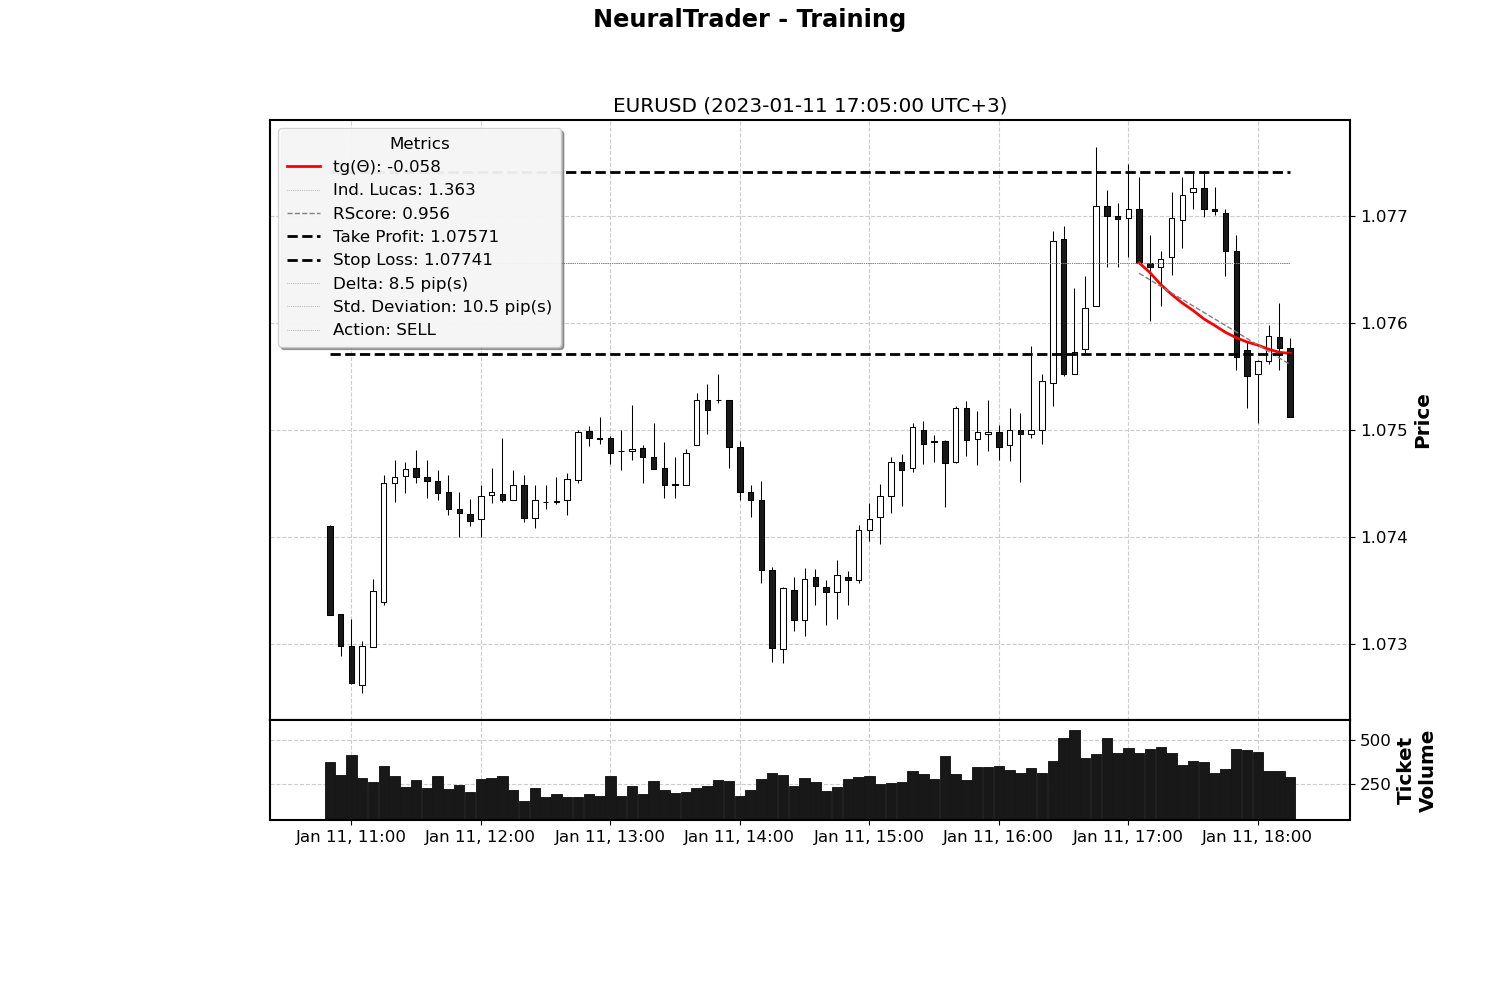 NeuralTrader - Training
EURUSD (2023-01-11 17:05:00 UTC+3)
Metrics
tg(Θ): -0.058
Ind. Lucas: 1.363
RScore: 0.956
Take Profit: 1.07571
Stop Loss: 1.07741
Delta: 8.5 pip(s)
Std. Deviation: 10.5 pip(s)
Action: SELL
1.077
1.076
1.075
1.074
1.073
Price
500
250
Ticket
Volume
Jan 11, 11:00
Jan 11, 12:00
Jan 11, 13:00
Jan 11, 14:00
Jan 11, 15:00
Jan 11, 16:00
Jan 11, 17:00
Jan 11, 18:00